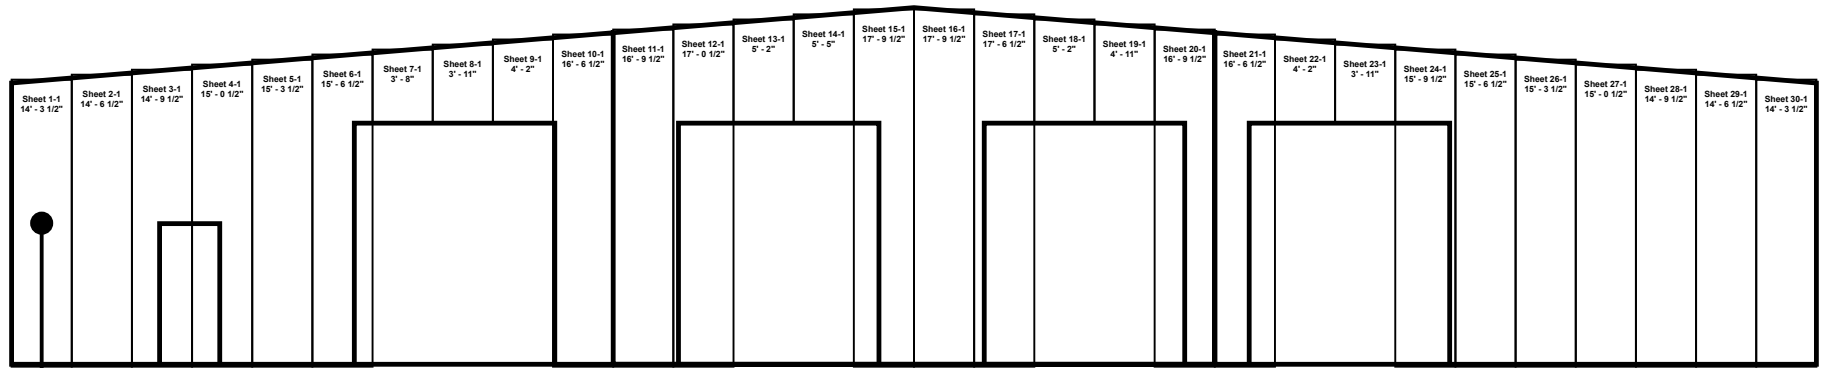 Sheet 1-1
14' - 3 1/2"
Sheet 2-1
14' - 6 1/2"
Sheet 3-1
14' - 9 1/2"
Sheet 4-1
15' - 0 1/2"
Sheet 5-1
15' - 3 1/2"
Sheet 6-1
15' - 6 1/2"
Sheet 7-1
3' - 8"
Sheet 8-1
3' - 11"
Sheet 9-1
4' - 2"
Sheet 10-1
16' - 6 1/2"
Sheet 11-1
16' - 9 1/2"
Sheet 12-1
17' - 0 1/2"
Sheet 13-1
5' - 2"
Sheet 14-1
5' - 5"
Sheet 15-1
17' - 9 1/2"
Sheet 16-1
17' - 9 1/2"
Sheet 17-1
17' - 6 1/2"
Sheet 18-1
5' - 2"
Sheet 19-1
4' - 11"
Sheet 20-1
16' - 9 1/2"
Sheet 21-1
16' - 6 1/2"
Sheet 22-1
4' - 2"
Sheet 23-1
3' - 11"
Sheet 24-1
15' - 9 1/2"
Sheet 25-1
15' - 6 1/2"
Sheet 26-1
15' - 3 1/2"
Sheet 27-1
15' - 0 1/2"
Sheet 28-1
14' - 9 1/2"
Sheet 29-1
14' - 6 1/2"
Sheet 30-1
14' - 3 1/2"